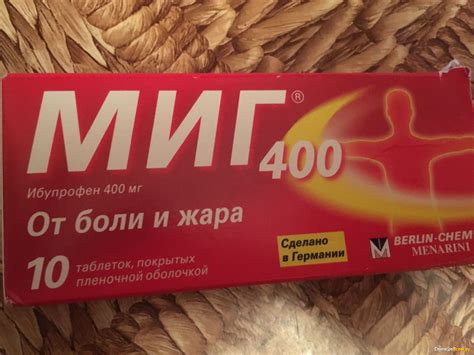 МИГ® 400
Ибупрофен 400 мг
От боли и жара
10 таблеток, покрытых
пленочной оболочкой
Сделано
в Германии
BERLIN-CHEM
MENARINI